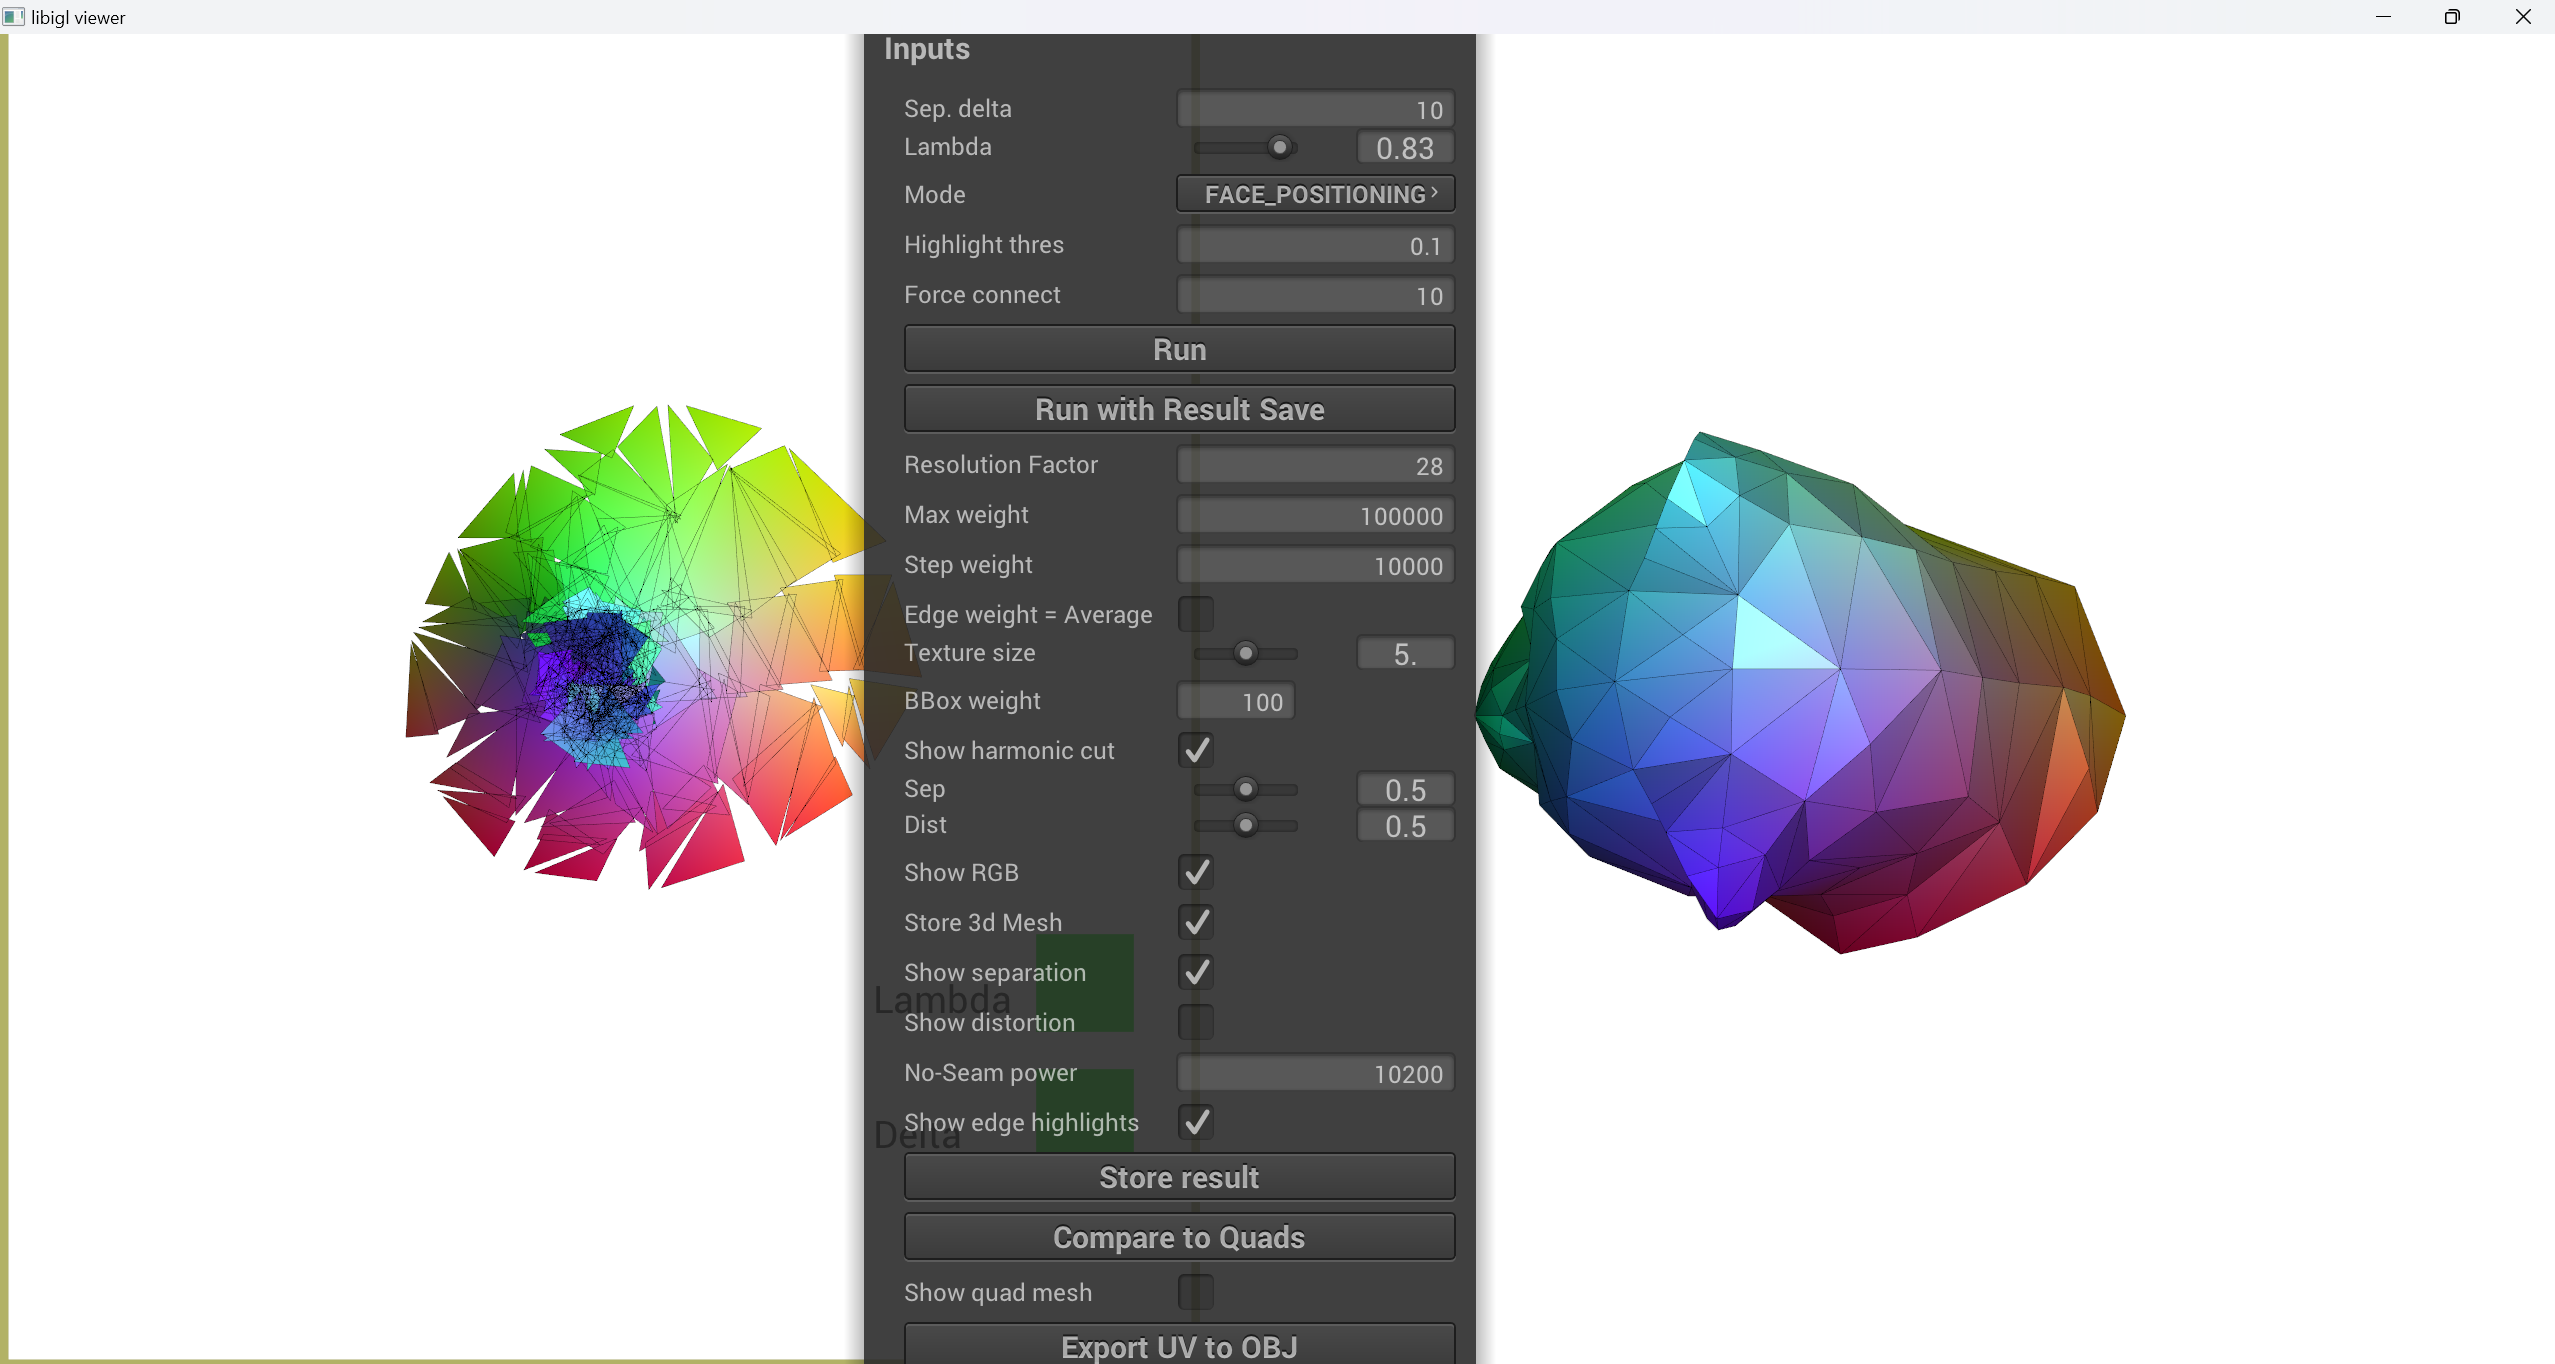 libigl viewer
Inputs
Sep. delta 10
Lambda 0.83
Mode FACE_POSITIONING
Highlight thres 0.1
Force connect 10
Run
Run with Result Save
Resolution Factor 28
Max weight 100000
Step weight 10000
Edge weight = Average
Texture size 5.
BBox weight 100
Show harmonic cut
Sep 0.5
Dist 0.5
Show RGB
Store 3d Mesh
Show separation
Lambda
Show distortion
No-Seam power 10200
Show edge highlights
Delta
Store result
Compare to Quads
Show quad mesh
Export UV to OBJ